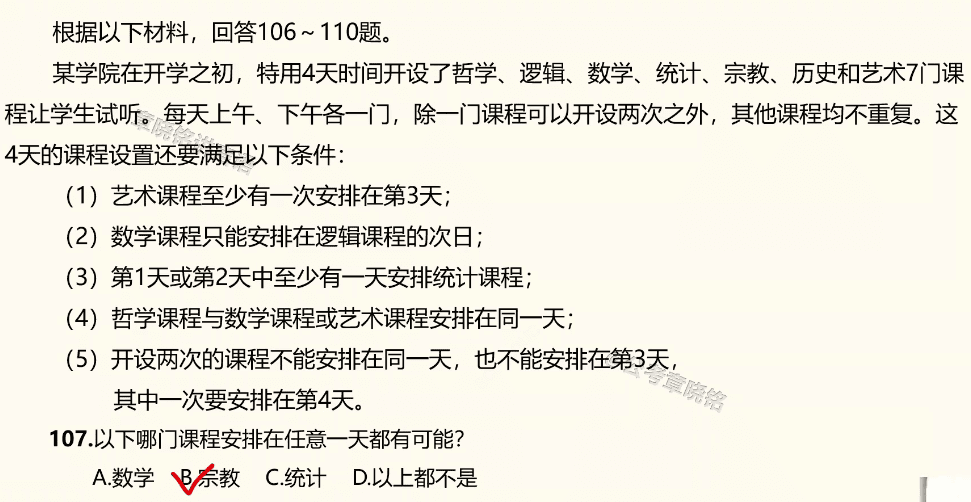 根据以下材料，回答106～110题。
某学院在开学之初，特用4天时间开设了哲学、逻辑、数学、统计、宗教、历史和艺术7门课
程让学生试听。每天上午、下午各一门，除一门课程可以开设两次之外，其他课程均不重复。这
4天的课程设置还要满足以下条件：
（1）艺术课程至少有一次安排在第3天；
（2）数学课程只能安排在逻辑课程的次日；
（3）第1天或第2天中至少有一天安排统计课程；
（4）哲学课程与数学课程或艺术课程安排在同一天；
（5）开设两次的课程不能安排在同一天，也不能安排在第3天，
其中一次要安排在第4天。
107.以下哪门课程安排在任意一天都有可能？
A.数学 B.宗教 C.统计 D.以上都不是